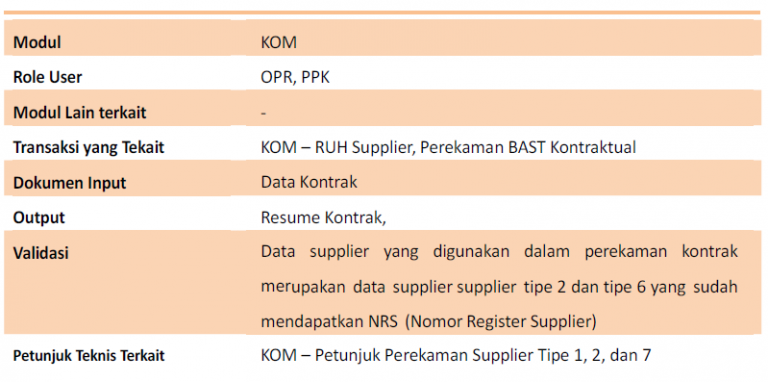 Modul KOM
Role User OPR, PPK
Modul Lain terkait -
Transaksi yang Tekait KOM – RUH Supplier, Perekaman BAST Kontraktual
Dokumen Input Data Kontrak
Output Resume Kontrak,
Validasi Data supplier yang digunakan dalam perekaman kontrak
merupakan data supplier supplier tipe 2 dan tipe 6 yang sudah
mendapatkan NRS (Nomor Register Supplier)
Petunjuk Teknis Terkait KOM – Petunjuk Perekaman Supplier Tipe 1, 2, dan 7